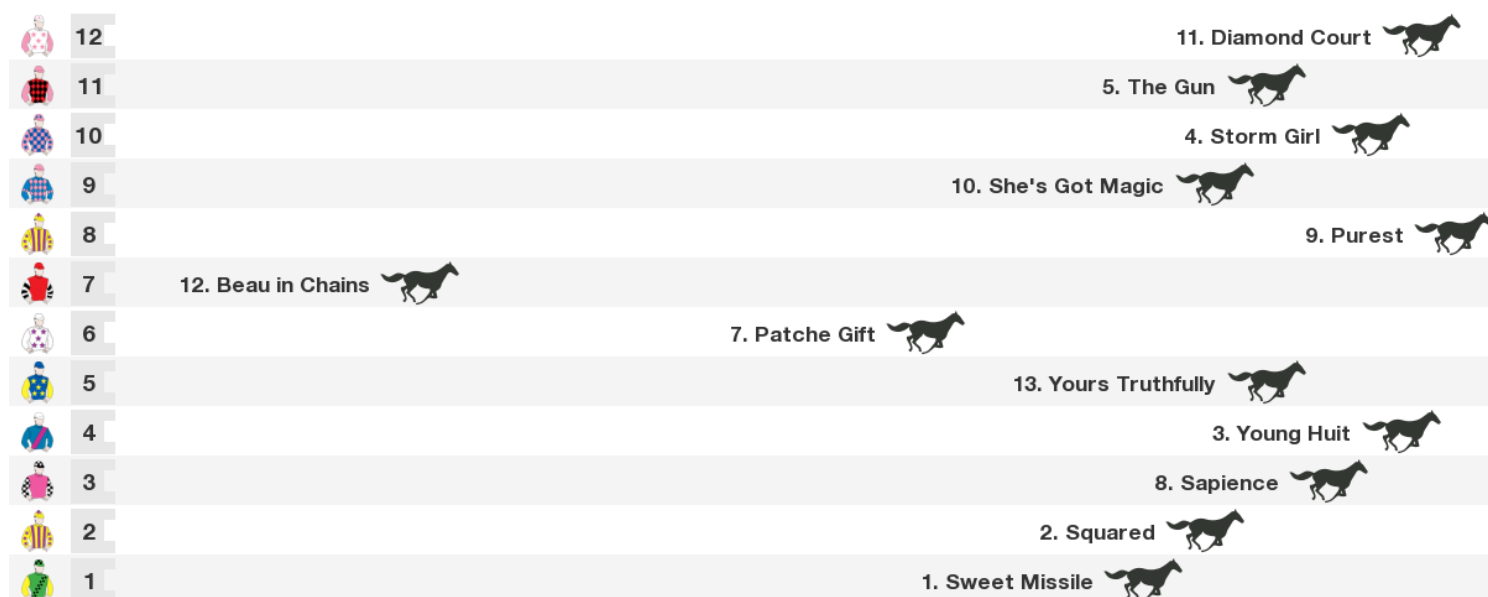 12 11. Diamond Court
11 5. The Gun
10 4. Storm Girl
9 10. She's Got Magic
8 9. Purest
7 12. Beau in Chains
6 7. Patche Gift
5 13. Yours Truthfully
4 3. Young Huit
3 8. Sapience
2 2. Squared
1 1. Sweet Missile